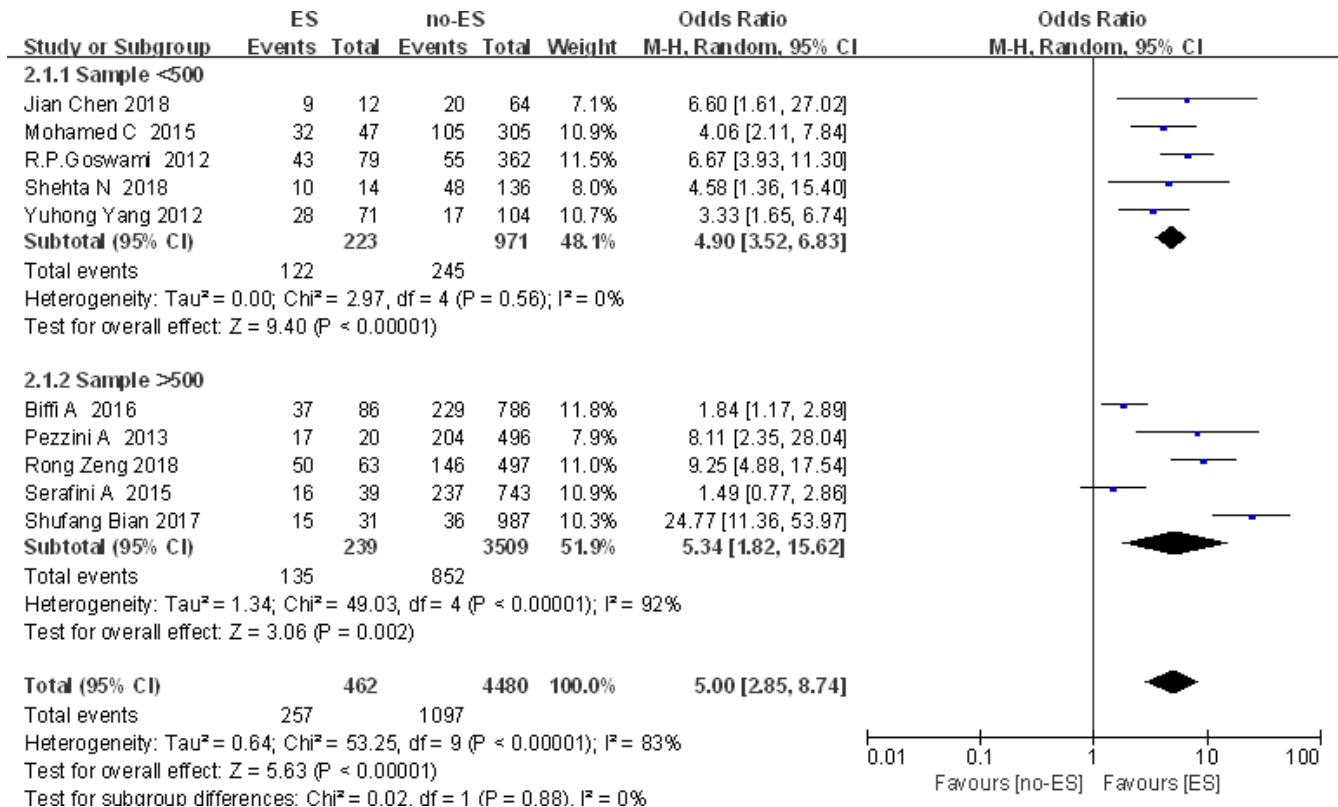 ES no-ES Odds Ratio Odds Ratio
Study or Subgroup Events Total Events Total Weight M-H, Random, 95% CI M-H, Random, 95% CI
2.1.1 Sample <500
Jian Chen 2018 9 12 20 64 7.1% 6.60 [1.61, 27.02]
Mohamed C 2015 32 47 105 305 10.9% 4.06 [2.11, 7.84]
R.P.Goswami 2012 43 79 55 362 11.5% 6.67 [3.93, 11.30]
Shehta N 2018 10 14 48 136 8.0% 4.58 [1.36, 15.40]
Yuhong Yang 2012 28 71 17 104 10.7% 3.33 [1.65, 6.74]
Subtotal (95% CI) 223 971 48.1% 4.90 [3.52, 6.83]
Total events 122 245
Heterogeneity: Tau² = 0.00; Chi² = 2.97, df = 4 (P = 0.56); I² = 0%
Test for overall effect: Z = 9.40 (P < 0.00001)
2.1.2 Sample >500
Biffi A 2016 37 86 229 786 11.8% 1.84 [1.17, 2.89]
Pezzini A 2013 17 20 204 496 7.9% 8.11 [2.35, 28.04]
Rong Zeng 2018 50 63 146 497 11.0% 9.25 [4.88, 17.54]
Serafini A 2015 16 39 237 743 10.9% 1.49 [0.77, 2.86]
Shufang Bian 2017 15 31 36 987 10.3% 24.77 [11.36, 53.97]
Subtotal (95% CI) 239 3509 51.9% 5.34 [1.82, 15.62]
Total events 135 852
Heterogeneity: Tau² = 1.34; Chi² = 49.03, df = 4 (P < 0.00001); I² = 92%
Test for overall effect: Z = 3.06 (P = 0.002)
Total (95% CI) 462 4480 100.0% 5.00 [2.85, 8.74]
Total events 257 1097
Heterogeneity: Tau² = 0.64; Chi² = 53.25, df = 9 (P < 0.00001); I² = 83%
Test for overall effect: Z = 5.63 (P < 0.00001)
Test for subgroup differences: Chi² = 0.02, df = 1 (P = 0.88), I² = 0%
0.01 0.1 1 10 100
Favours [no-ES] Favours [ES]